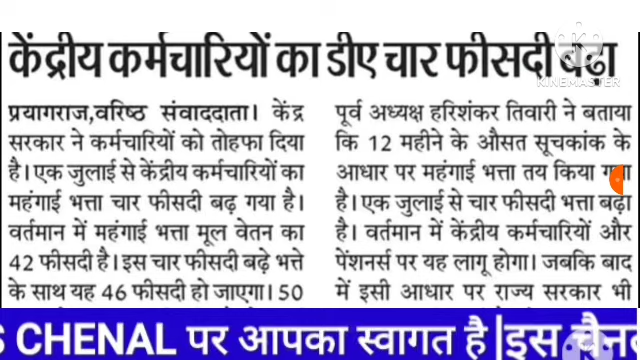 केंद्रीय कर्मचारियों का डीए चार फीसदी बढ़ा
KINEMASTER
प्रयागराज,वरिष्ठ संवाददाता। केंद्र
सरकार ने कर्मचारियों को तोहफा दिया
है। एक जुलाई से केंद्रीय कर्मचारियों का
महंगाई भत्ता चार फीसदी बढ़ गया है।
वर्तमान में महंगाई भत्ता मूल वेतन का
42 फीसदी है। इस चार फीसदी बढ़े भत्ते
के साथ यह 46 फीसदी हो जाएगा। 50
पूर्व अध्यक्ष हरिशंकर तिवारी ने बताया
कि 12 महीने के औसत सूचकांक के
आधार पर महंगाई भत्ता तय किया गया
है। एक जुलाई से चार फीसदी भत्ता बढ़ा
है। वर्तमान में केंद्रीय कर्मचारियों और
पेंशनर्स पर यह लागू होगा। जबकि बाद
में इसी आधार पर राज्य सरकार भी
S CHENAL पर आपका स्वागत है |इस